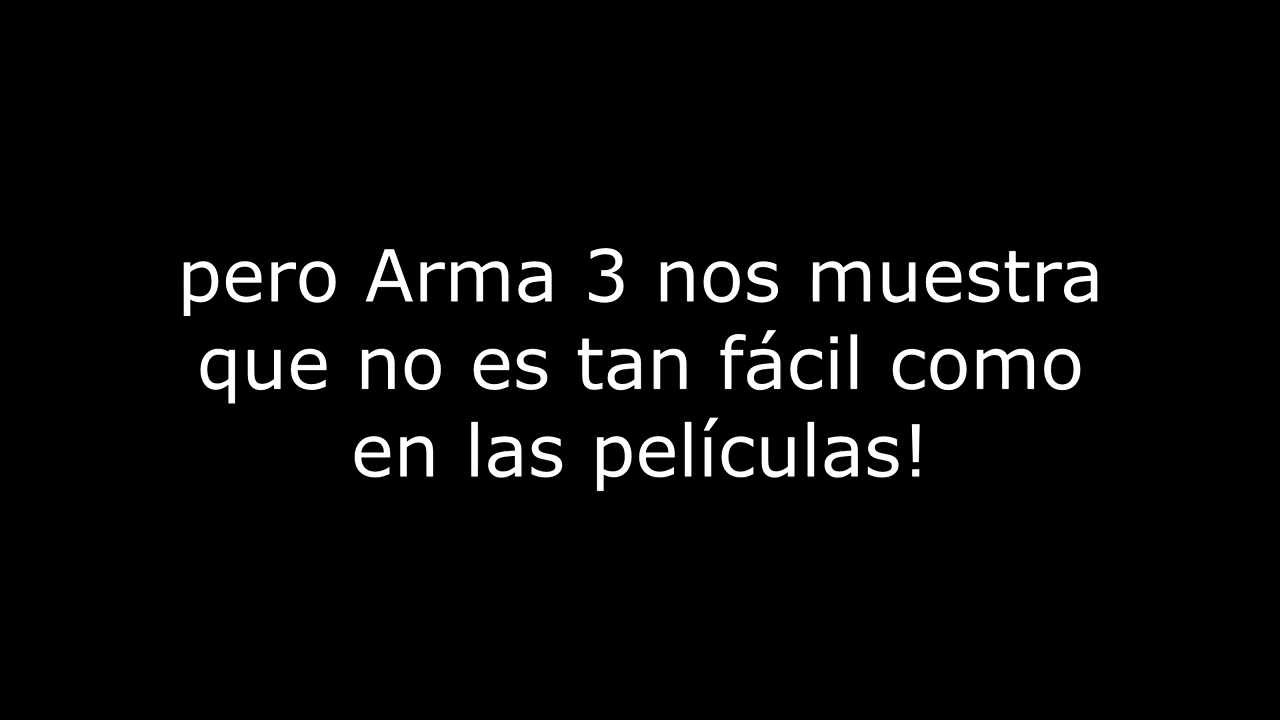 pero Arma 3 nos muestra
que no es tan fácil como
en las películas!